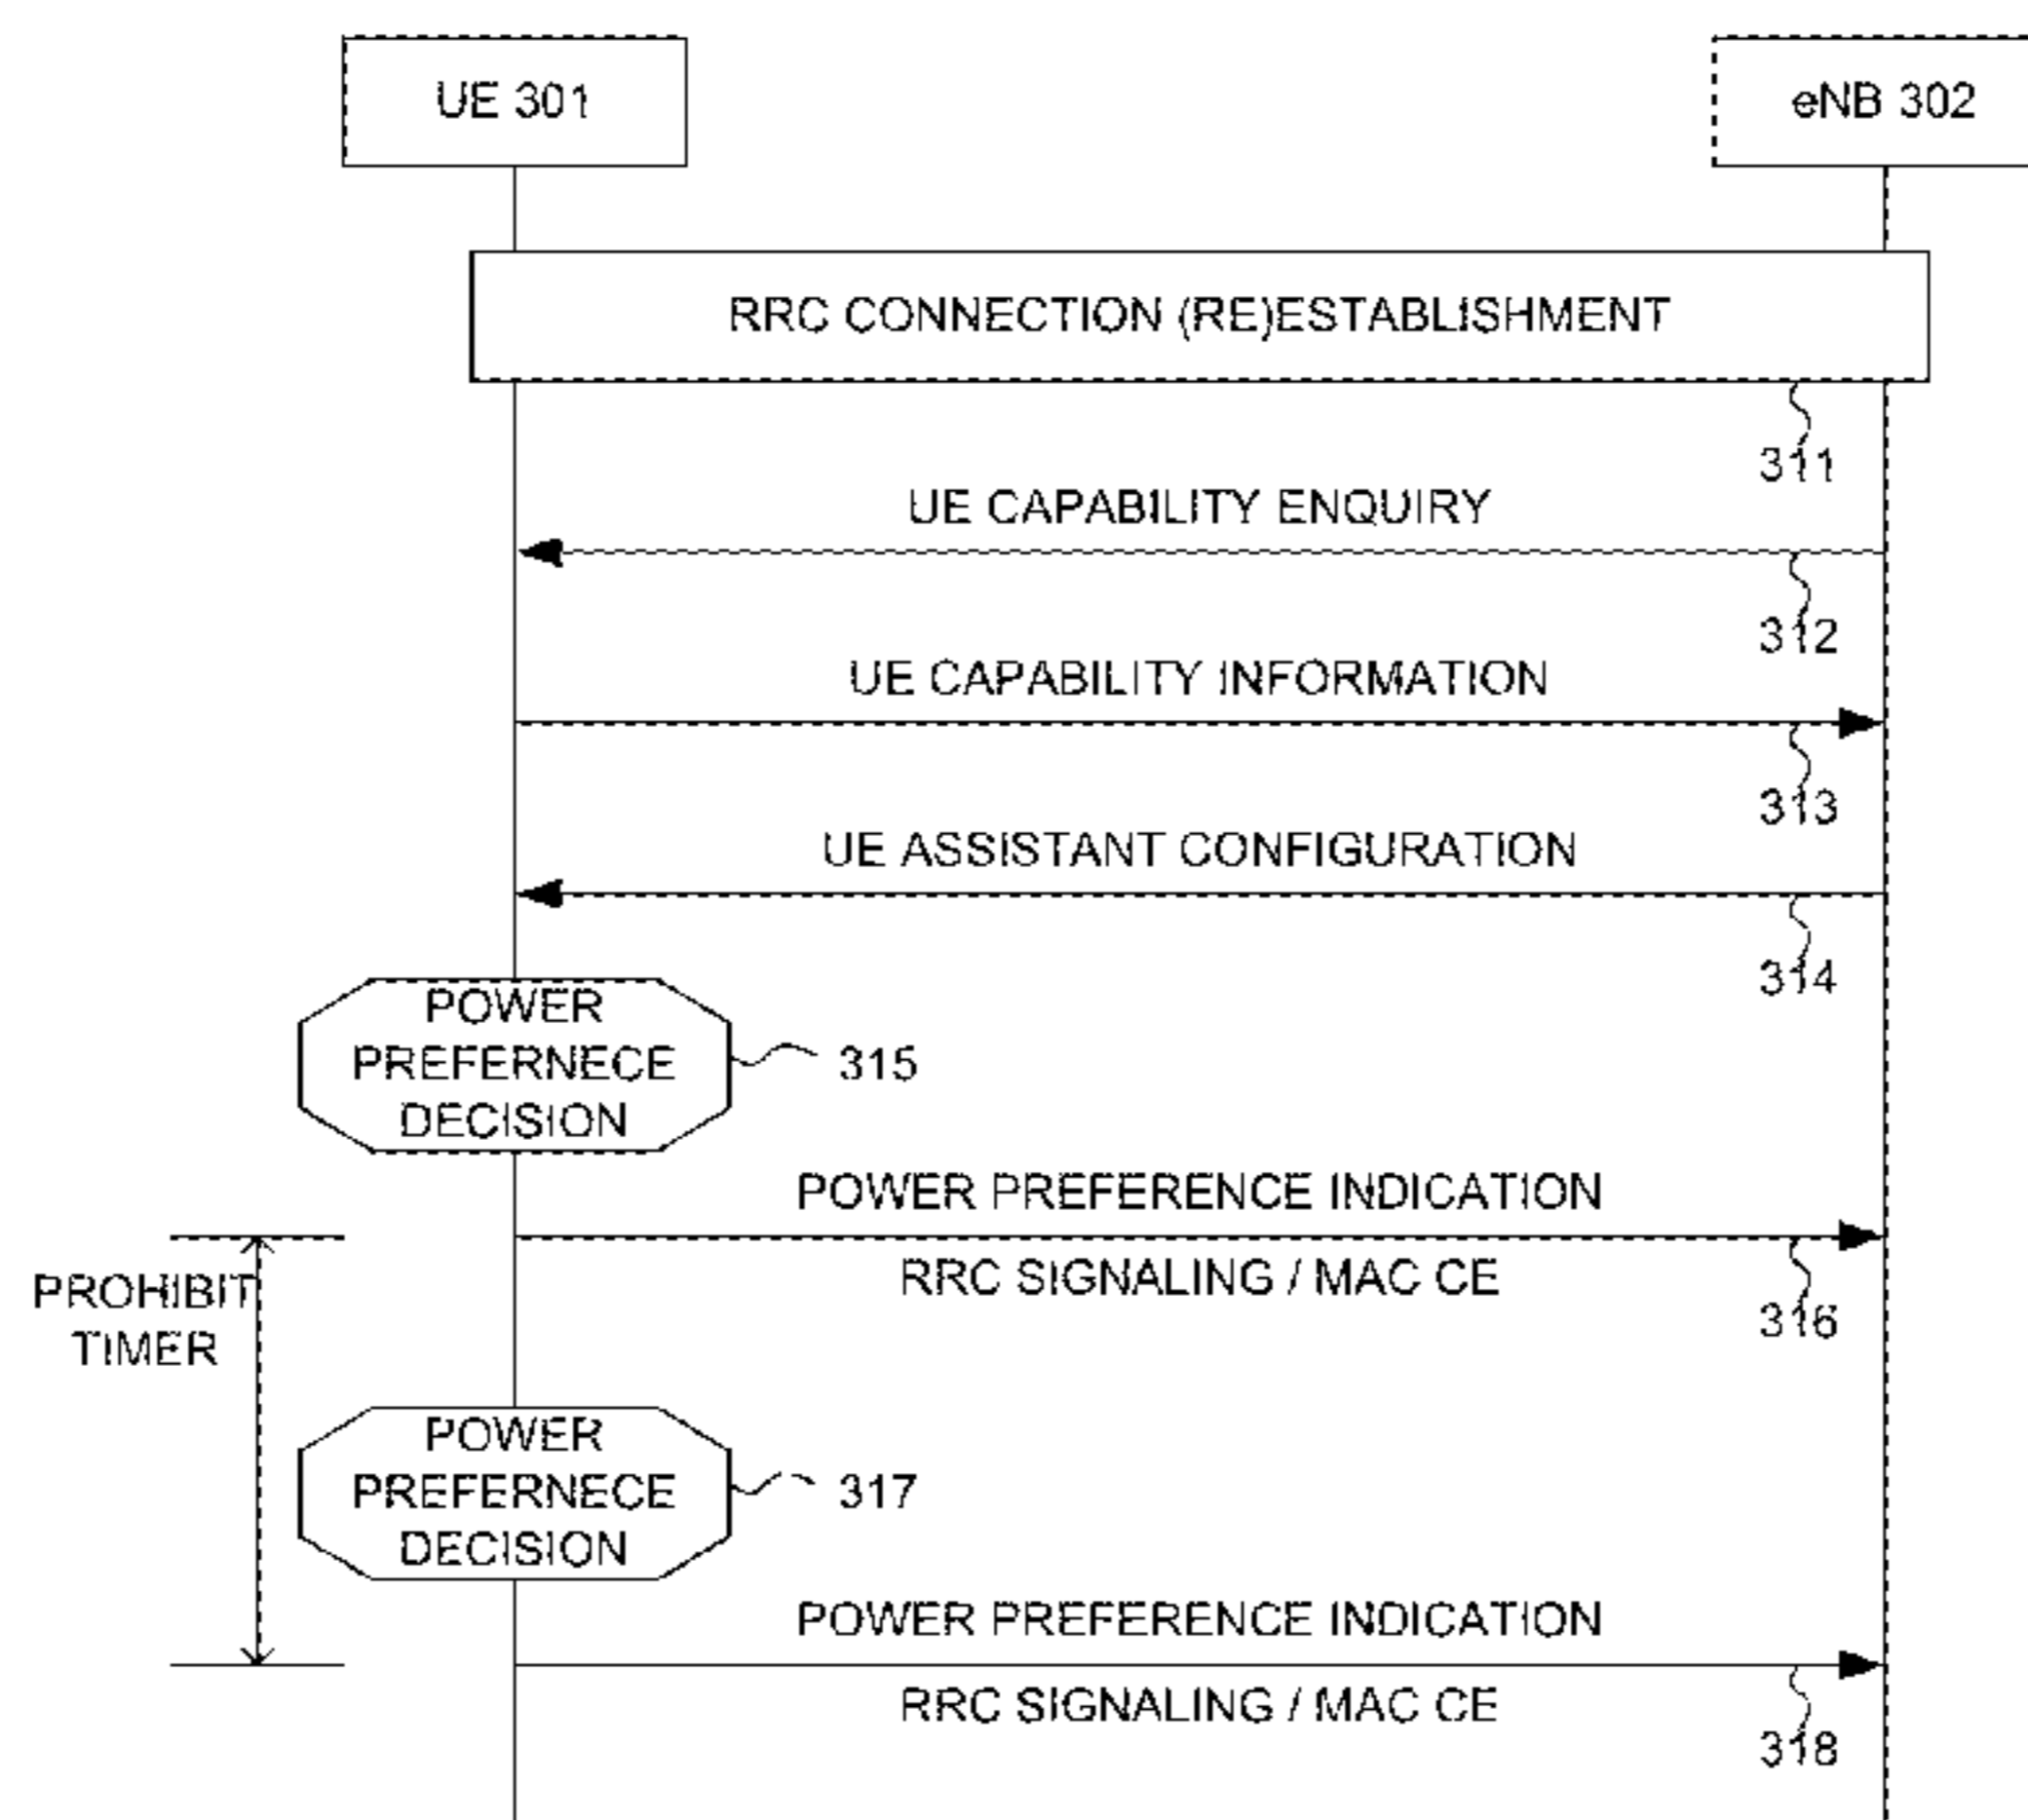 UE 301
eNB 302
RRC CONNECTION (RE)ESTABLISHMENT
311
UE CAPABILITY ENQUIRY
312
UE CAPABILITY INFORMATION
313
UE ASSISTANT CONFIGURATION
314
POWER
PREFERNECE
DECISION
315
POWER PREFERENCE INDICATION
RRC SIGNALING / MAC CE
316
PROHIBIT
TIMER
POWER
PREFERNECE
DECISION
317
POWER PREFERENCE INDICATION
RRC SIGNALING / MAC CE
318